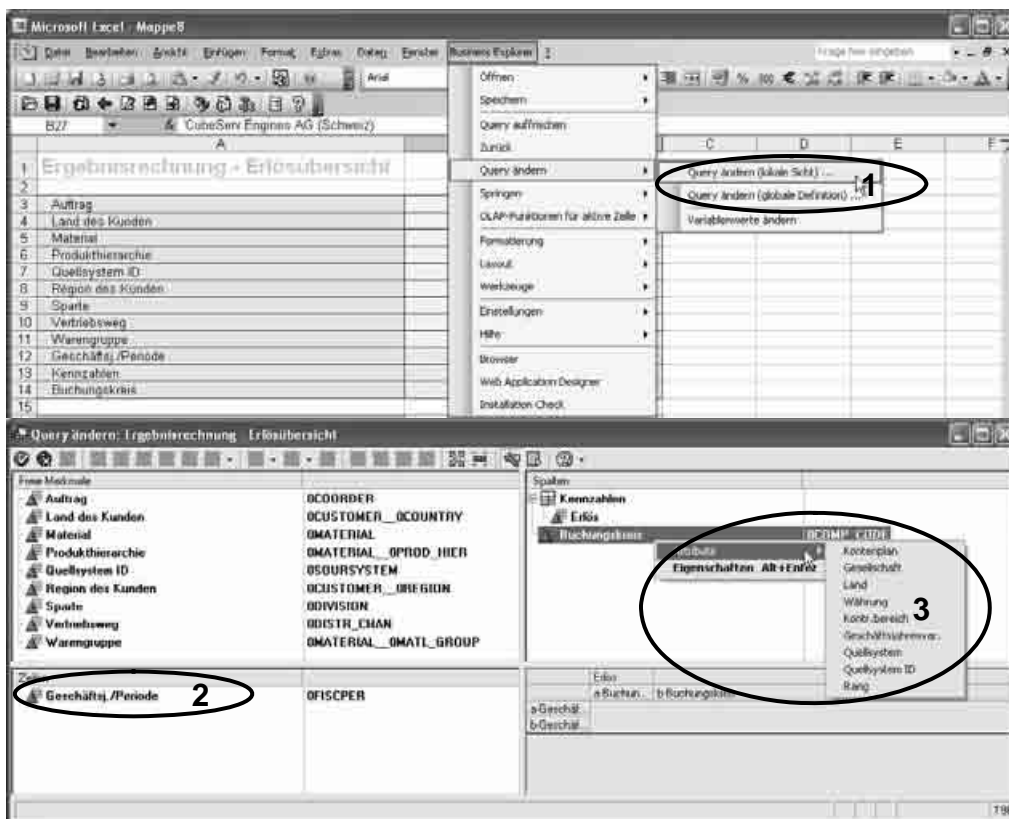 Microsoft Excel - Mappe8
Datei Bearbeiten Ansicht Einfügen Format Extras Daten Fenster Business Explorer ?
Frage hier eingeben
Arial
B27 CubeServ Engines AG (Schweiz)
A C D E F
1 Ergebnisrechnung - Erlösübersicht
2
3 Auftrag
4 Land des Kunden
5 Material
6 Produkthierarchie
7 Quellsystem ID
8 Region des Kunden
9 Sparte
10 Vertriebsweg
11 Warengruppe
12 Geschäftsj./Periode
13 Kennzahlen
14 Buchungskreis
15
Öffnen
Speichern
Query auffrischen
Zurück
Query ändern
Springen
OLAP-Funktionen für aktive Zelle
Formatierung
Layout
Werkzeuge
Einstellungen
Hilfe
Browser
Web Application Designer
Installation Check
Query ändern (lokale Sicht) ...
Query ändern (globale Definition) ...
Variablenwerte ändern
1
Query ändern: Ergebnisrechnung - Erlösübersicht
Freie Merkmale
Auftrag 0COORDER
Land des Kunden 0CUSTOMER__0COUNTRY
Material 0MATERIAL
Produkthierarchie 0MATERIAL__0PROD_HIER
Quellsystem ID 0SOURSYSTEM
Region des Kunden 0CUSTOMER__0REGION
Sparte 0DIVISION
Vertriebsweg 0DISTR_CHAN
Warengruppe 0MATERIAL__0MATL_GROUP
Spalten
Kennzahlen
Erlös
Buchungskreis 0COMP_CODE
Attribute
Eigenschaften Alt+Enter
Kontenplan
Gesellschaft
Land
Währung
Kontr.bereich
Geschäftsjahresvar.
Quellsystem
Quellsystem ID
Rang
3
Zeilen
Geschäftsj./Periode 0FISCPER
2
Erlös
a-Buchun.. b-Buchungskreis
a-Geschäf...
b-Geschäf...